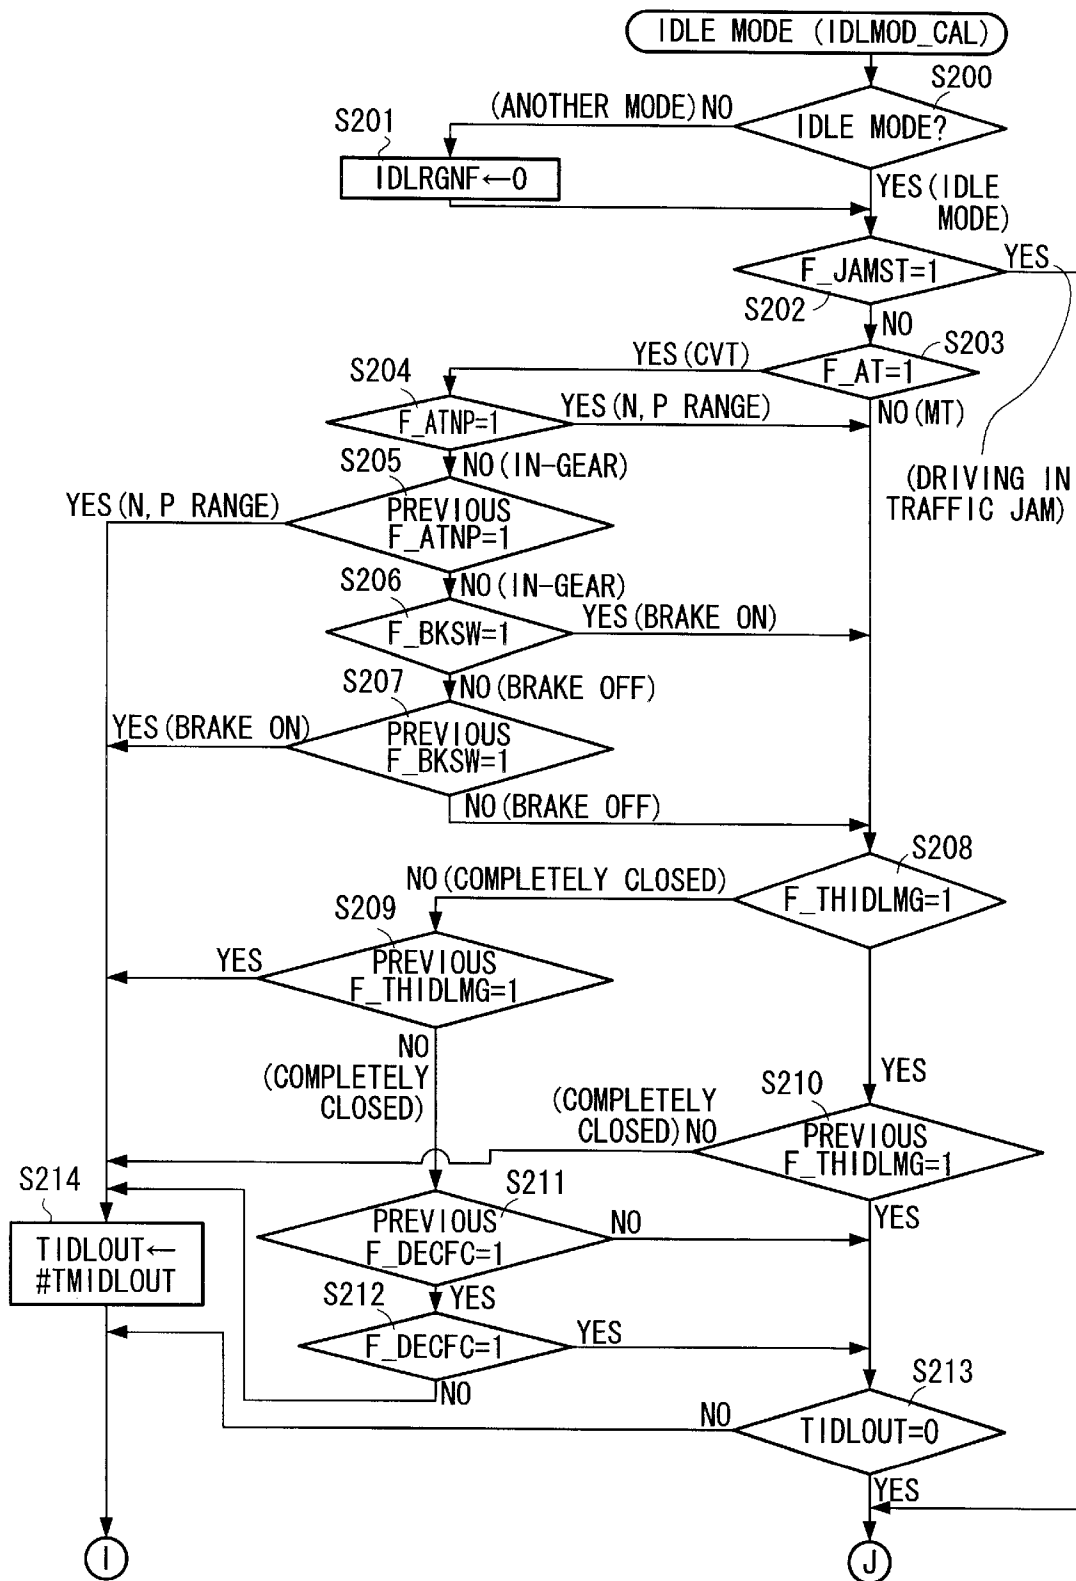 IDLE MODE (IDLMOD_CAL)
S200
(ANOTHER MODE) NO
IDLE MODE?
S201
IDLRGNF←0
YES (IDLE
MODE)
F_JAMST=1
YES
S202
NO
S203
YES (CVT)
F_AT=1
S204
NO (MT)
F_ATNP=1
YES (N, P RANGE)
(DRIVING IN
TRAFFIC JAM)
S205
NO (IN-GEAR)
YES (N, P RANGE)
PREVIOUS
F_ATNP=1
S206
NO (IN-GEAR)
F_BKSW=1
YES (BRAKE ON)
S207
NO (BRAKE OFF)
YES (BRAKE ON)
PREVIOUS
F_BKSW=1
NO (BRAKE OFF)
S208
NO (COMPLETELY CLOSED)
F_THIDLMG=1
S209
YES
PREVIOUS
F_THIDLMG=1
NO
(COMPLETELY
CLOSED)
YES
S210
(COMPLETELY
CLOSED) NO
PREVIOUS
F_THIDLMG=1
YES
S214
TIDLOUT←
#TMIDLOUT
S211
PREVIOUS
F_DECFC=1
NO
YES
S212
F_DECFC=1
YES
NO
S213
NO
TIDLOUT=0
YES
I
J